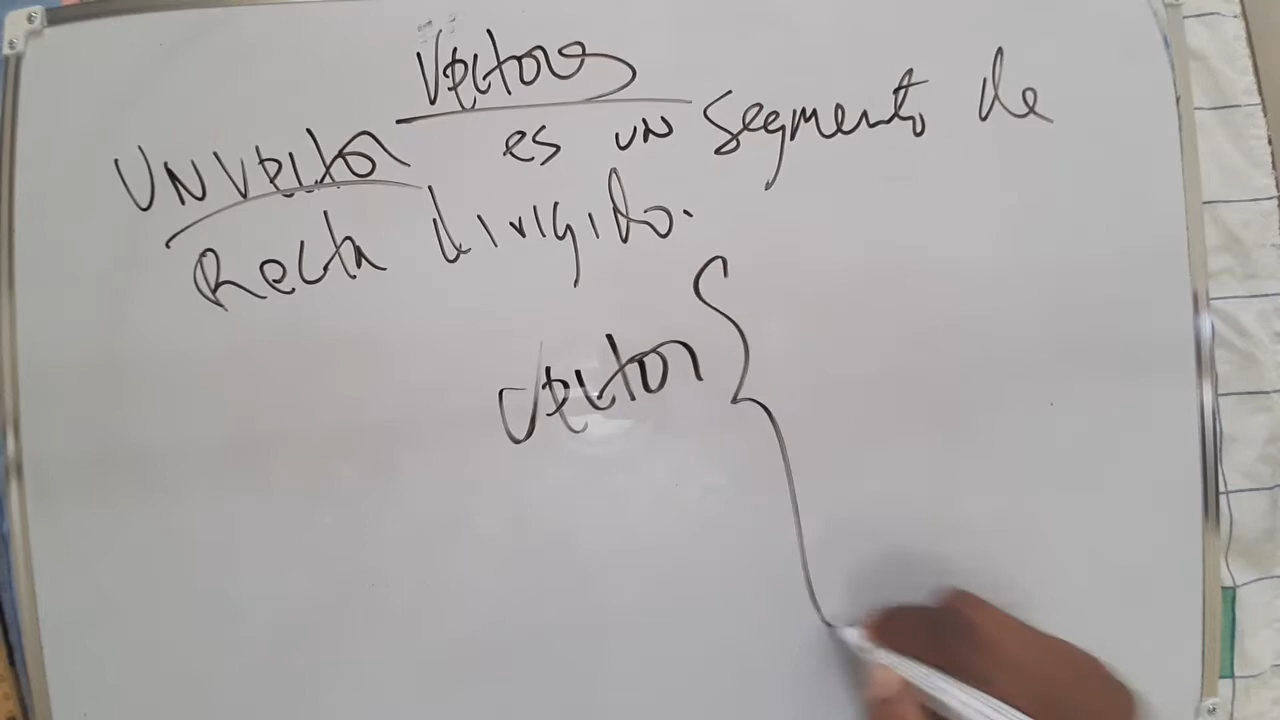 Vectores
UN VECTOR es UN segmento de
Recta dirigido.
Vector {